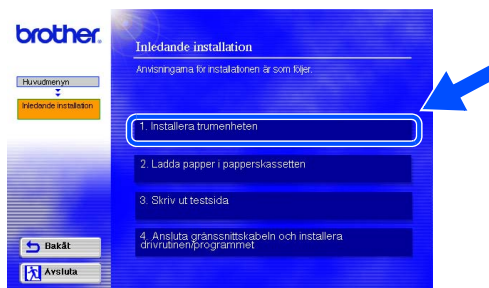 brother.
Huvudmenyn
Inledande installation
Inledande installation
Anvisningarna för installationen är som följer.
1. Installera trumenheten
2. Ladda papper i papperskassetten
3. Skriv ut testsida
4. Ansluta gränssnittskabeln och installera
drivrutinen/programmet
Bakåt
Avsluta